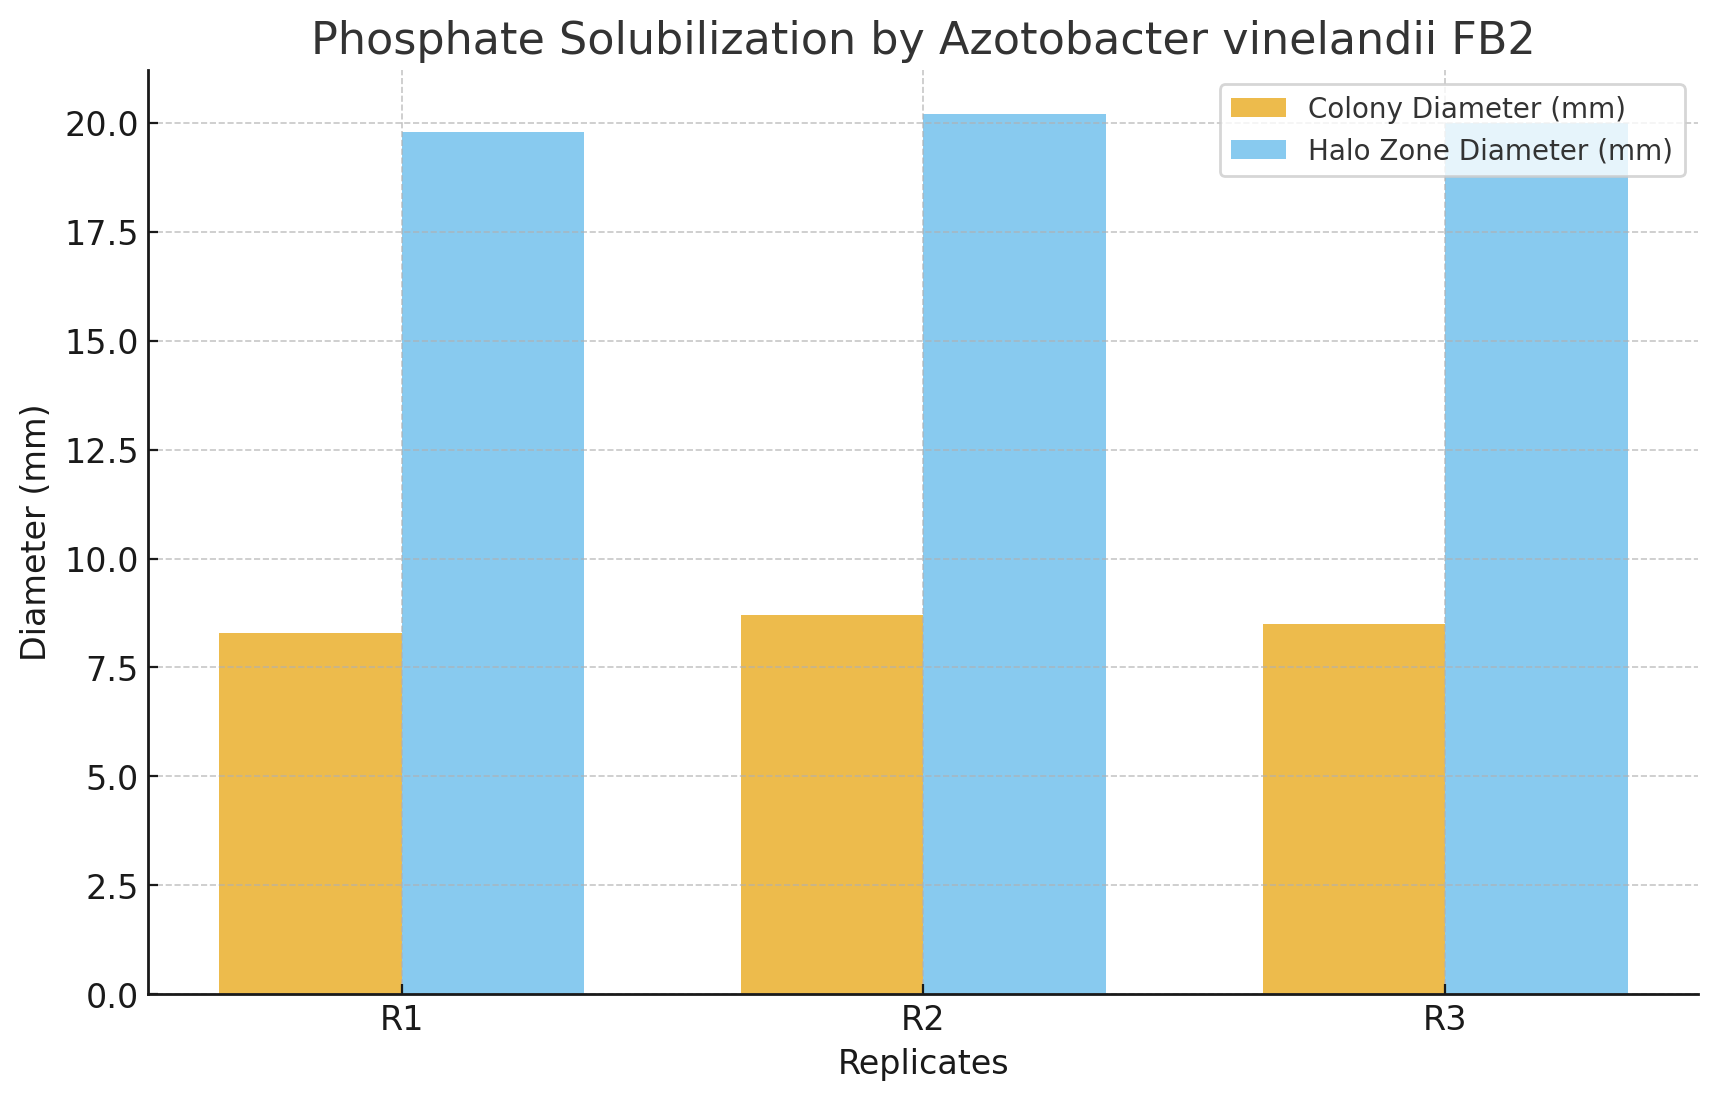 Phosphate Solubilization by Azotobacter vinelandii FB2
Colony Diameter (mm)
Halo Zone Diameter (mm)
Diameter (mm)
20.0
17.5
15.0
12.5
10.0
7.5
5.0
2.5
0.0
R1 R2 R3
Replicates